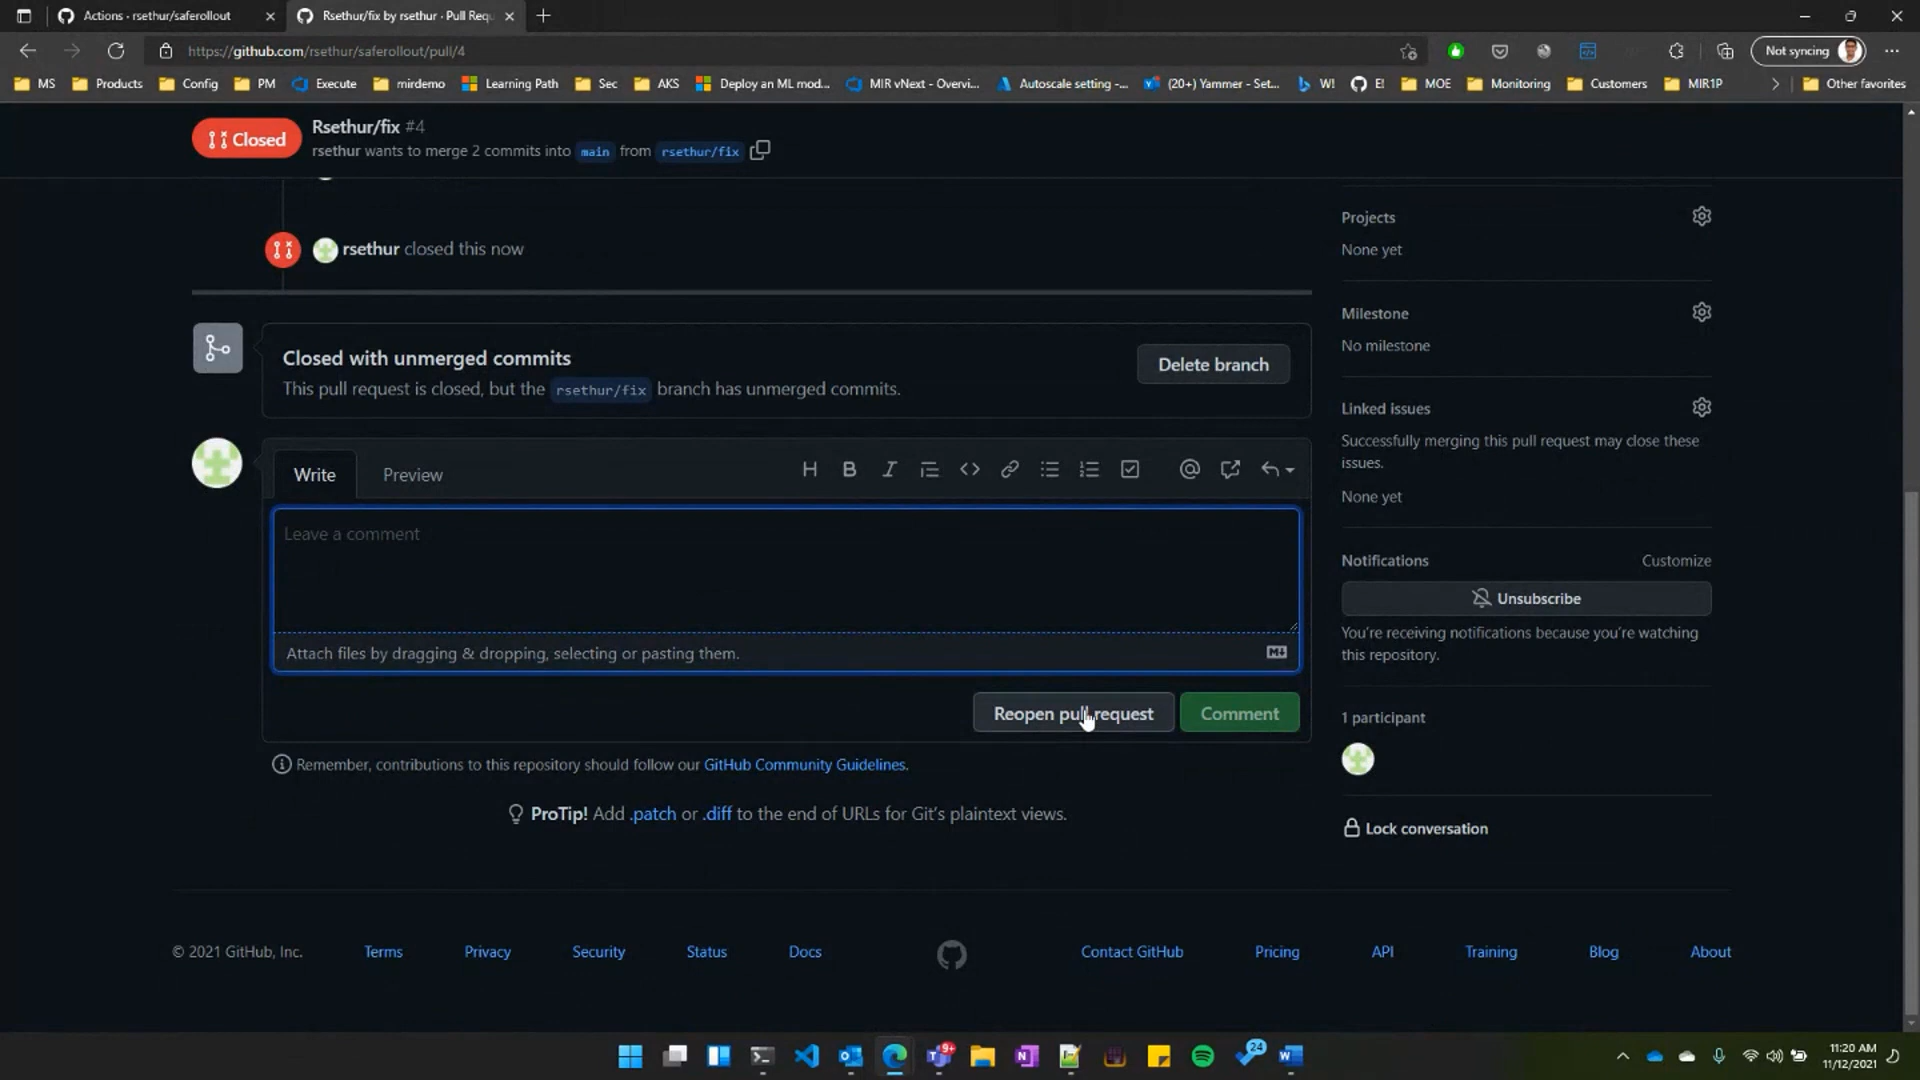 Actions - rsethur/saferollout
Rsethur/fix by rsethur · Pull Requ
https://github.com/rsethur/saferollout/pull/4
Not syncing
MS
Products
Config
PM
Execute
mirdemo
Learning Path
Sec
AKS
Deploy an ML mod...
MIR vNext - Overvi...
Autoscale setting -...
(20+) Yammer - Set...
W!
E!
MOE
Monitoring
Customers
MIR1P
Other favorites
Closed
Rsethur/fix #4
rsethur wants to merge 2 commits into main from rsethur/fix
rsethur closed this now
Closed with unmerged commits
This pull request is closed, but the rsethur/fix branch has unmerged commits.
Delete branch
Write
Preview
Leave a comment
Attach files by dragging & dropping, selecting or pasting them.
Reopen pull request
Comment
Remember, contributions to this repository should follow our GitHub Community Guidelines.
ProTip! Add .patch or .diff to the end of URLs for Git's plaintext views.
Projects
None yet
Milestone
No milestone
Linked issues
Successfully merging this pull request may close these
issues.
None yet
Notifications
Customize
Unsubscribe
You're receiving notifications because you're watching
this repository.
1 participant
Lock conversation
© 2021 GitHub, Inc.
Terms
Privacy
Security
Status
Docs
Contact GitHub
Pricing
API
Training
Blog
About
9+
24
11:20 AM
11/12/2021